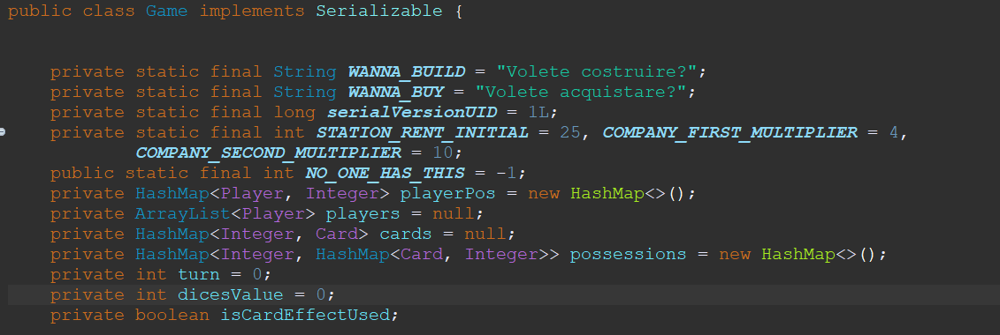 public class Game implements Serializable {
private static final String WANNA_BUILD = "Volete costruire?";
private static final String WANNA_BUY = "Volete acquistare?";
private static final long serialVersionUID = 1L;
private static final int STATION_RENT_INITIAL = 25, COMPANY_FIRST_MULTIPLIER = 4,
COMPANY_SECOND_MULTIPLIER = 10;
public static final int NO_ONE_HAS_THIS = -1;
private HashMap<Player, Integer> playerPos = new HashMap<>();
private ArrayList<Player> players = null;
private HashMap<Integer, Card> cards = null;
private HashMap<Integer, HashMap<Card, Integer>> possessions = new HashMap<>();
private int turn = 0;
private int dicesValue = 0;
private boolean isCardEffectUsed;